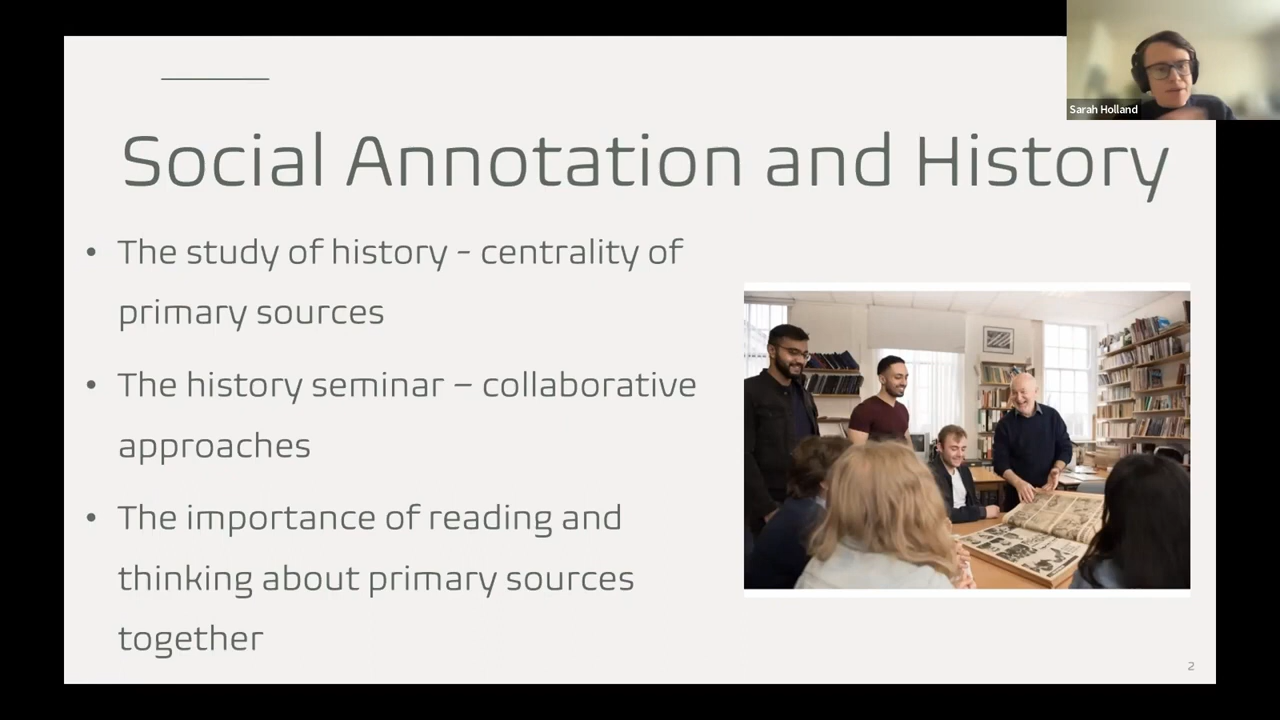 Sarah Holland
Social Annotation and History
• The study of history - centrality of
primary sources
• The history seminar – collaborative
approaches
• The importance of reading and
thinking about primary sources
together
2